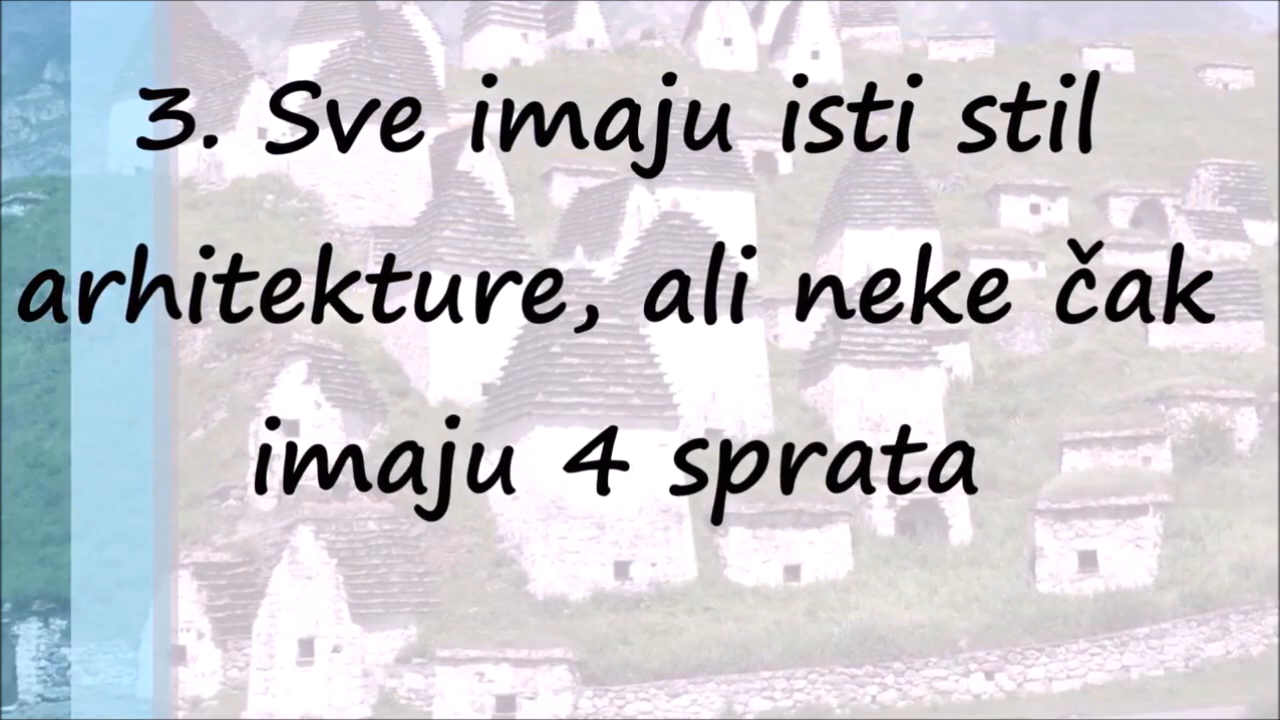 3. Sve imaju isti stil
arhitekture, ali neke čak
imaju 4 sprata